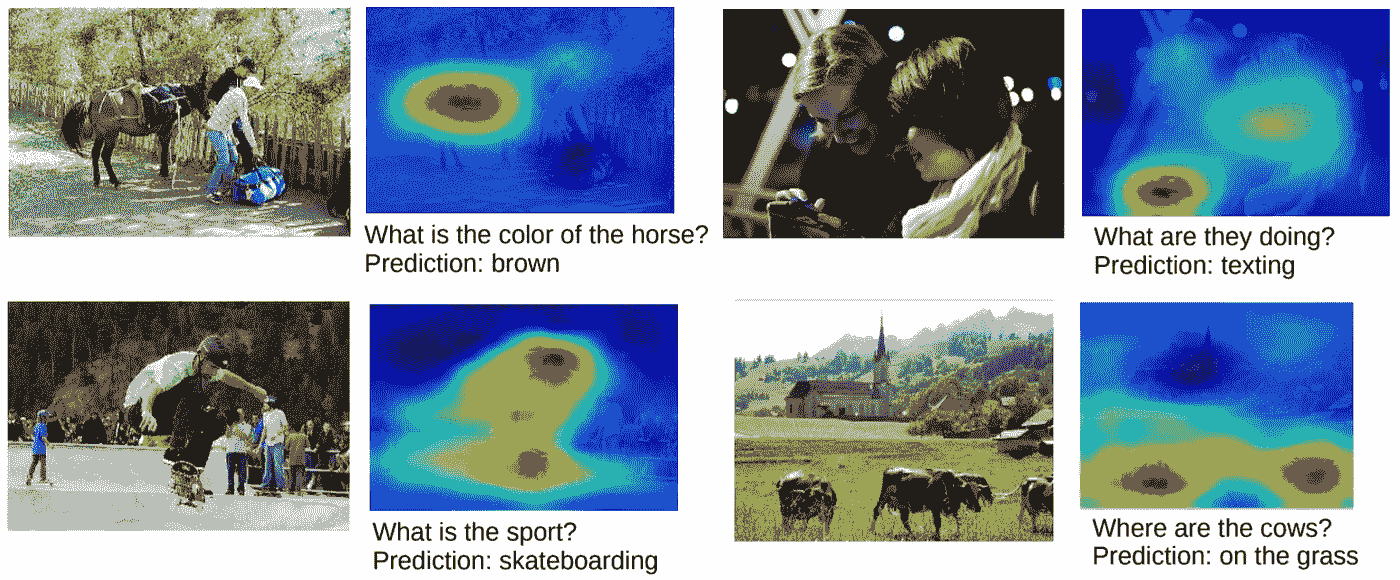 What is the color of the horse?
Prediction: brown
What are they doing?
Prediction: texting
What is the sport?
Prediction: skateboarding
Where are the cows?
Prediction: on the grass